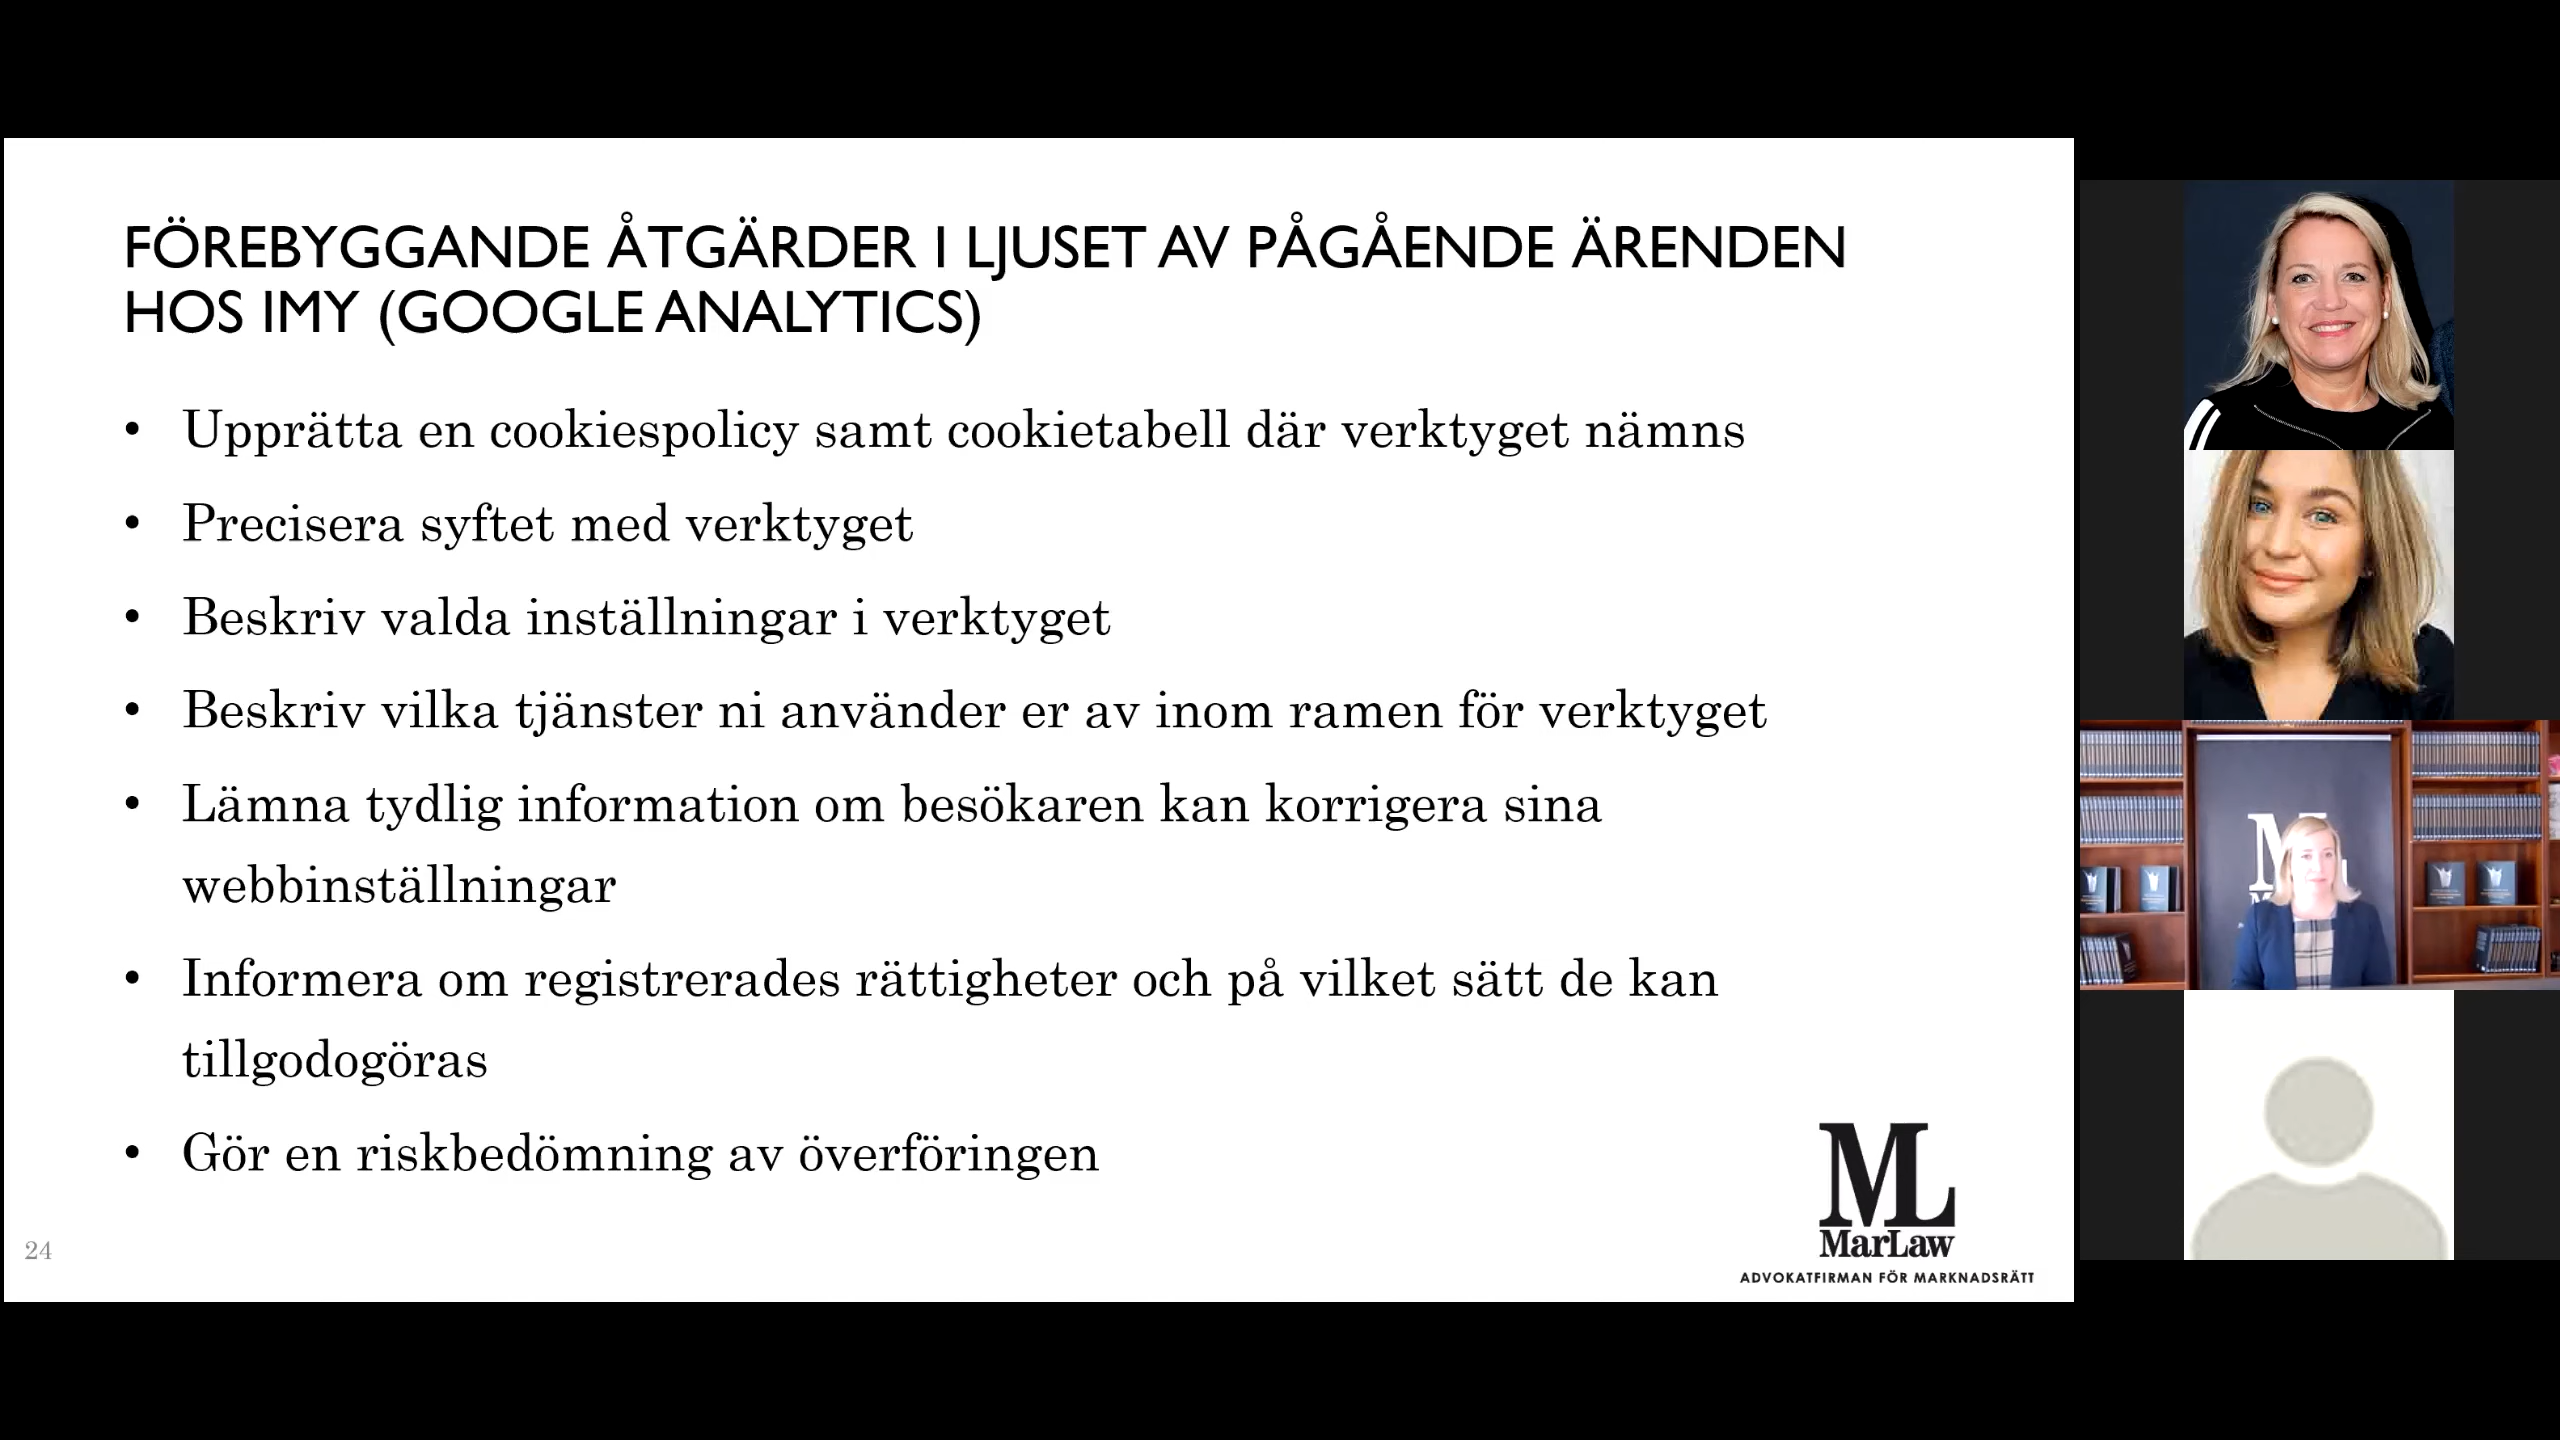 FÖREBYGGANDE ÅTGÄRDER I LJUSET AV PÅGÅENDE ÄRENDEN
HOS IMY (GOOGLE ANALYTICS)
• Upprätta en cookiespolicy samt cookietabell där verktyget nämns
• Precisera syftet med verktyget
• Beskriv valda inställningar i verktyget
• Beskriv vilka tjänster ni använder er av inom ramen för verktyget
• Lämna tydlig information om besökaren kan korrigera sina
webbinställningar
• Informera om registrerades rättigheter och på vilket sätt de kan
tillgodogöras
• Gör en riskbedömning av överföringen
24
ML
MarLaw
ADVOKATFIRMAN FÖR MARKNADSRÄTT